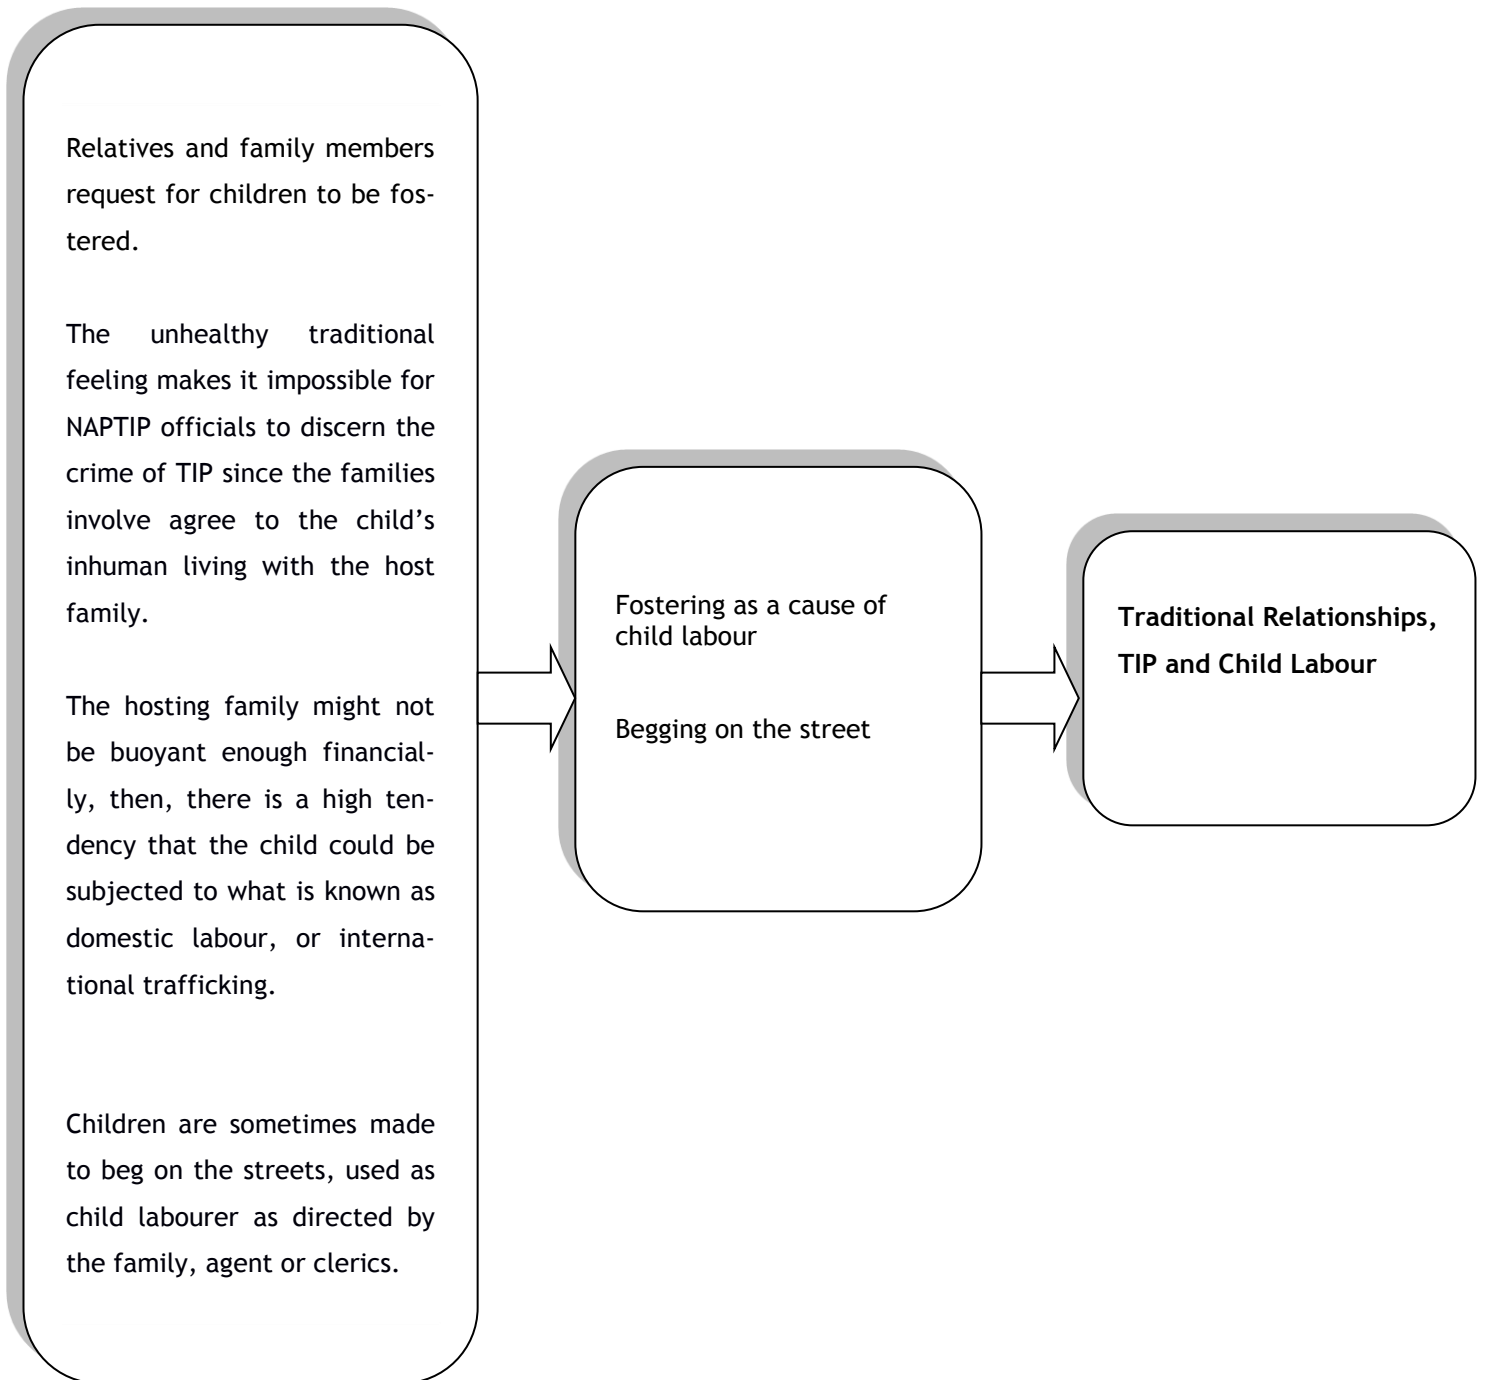 Relatives and family members
request for children to be fos-
tered.
The unhealthy traditional
feeling makes it impossible for
NAPTIP officials to discern the
crime of TIP since the families
involve agree to the child’s
inhuman living with the host
family.
The hosting family might not
be buoyant enough financial-
ly, then, there is a high ten-
dency that the child could be
subjected to what is known as
domestic labour, or interna-
tional trafficking.
Children are sometimes made
to beg on the streets, used as
child labourer as directed by
the family, agent or clerics.
Fostering as a cause of
child labour
Begging on the street
Traditional Relationships,
TIP and Child Labour